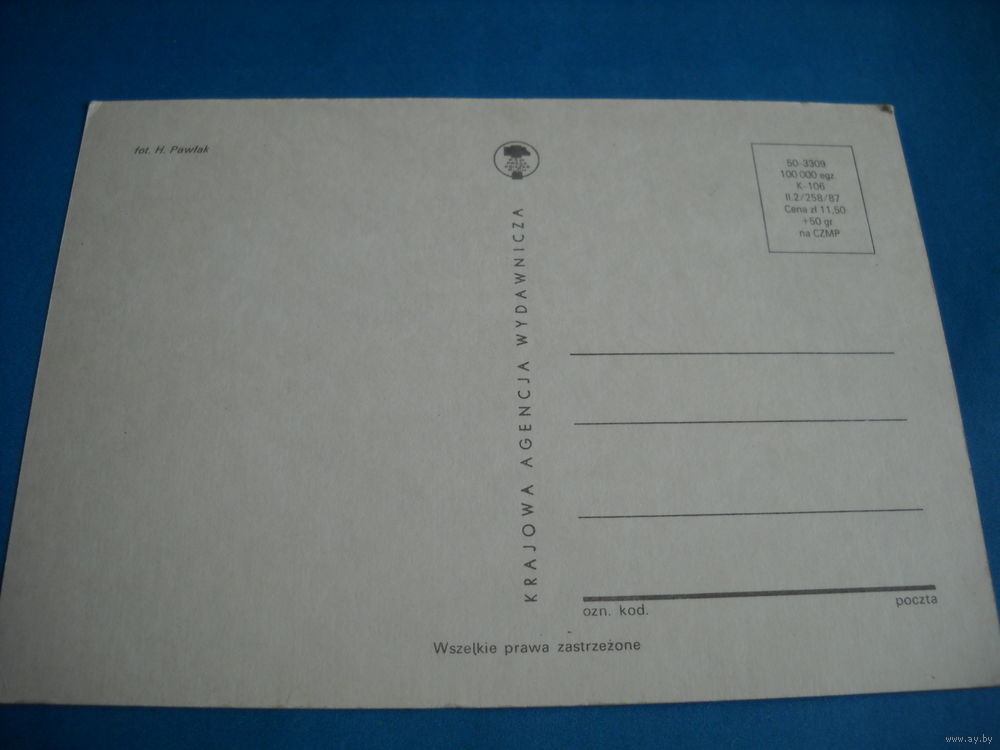 fot. H. Pawlak
50-3309
100 000 egz.
K-106
II.2/258/87
Cena zł 11,50
+50 gr
na CZMP
KRAJOWA AGENCJA WYDAWNICZA
ozn. kod.
poczta
Wszelkie prawa zastrzeżone
www.ay.by